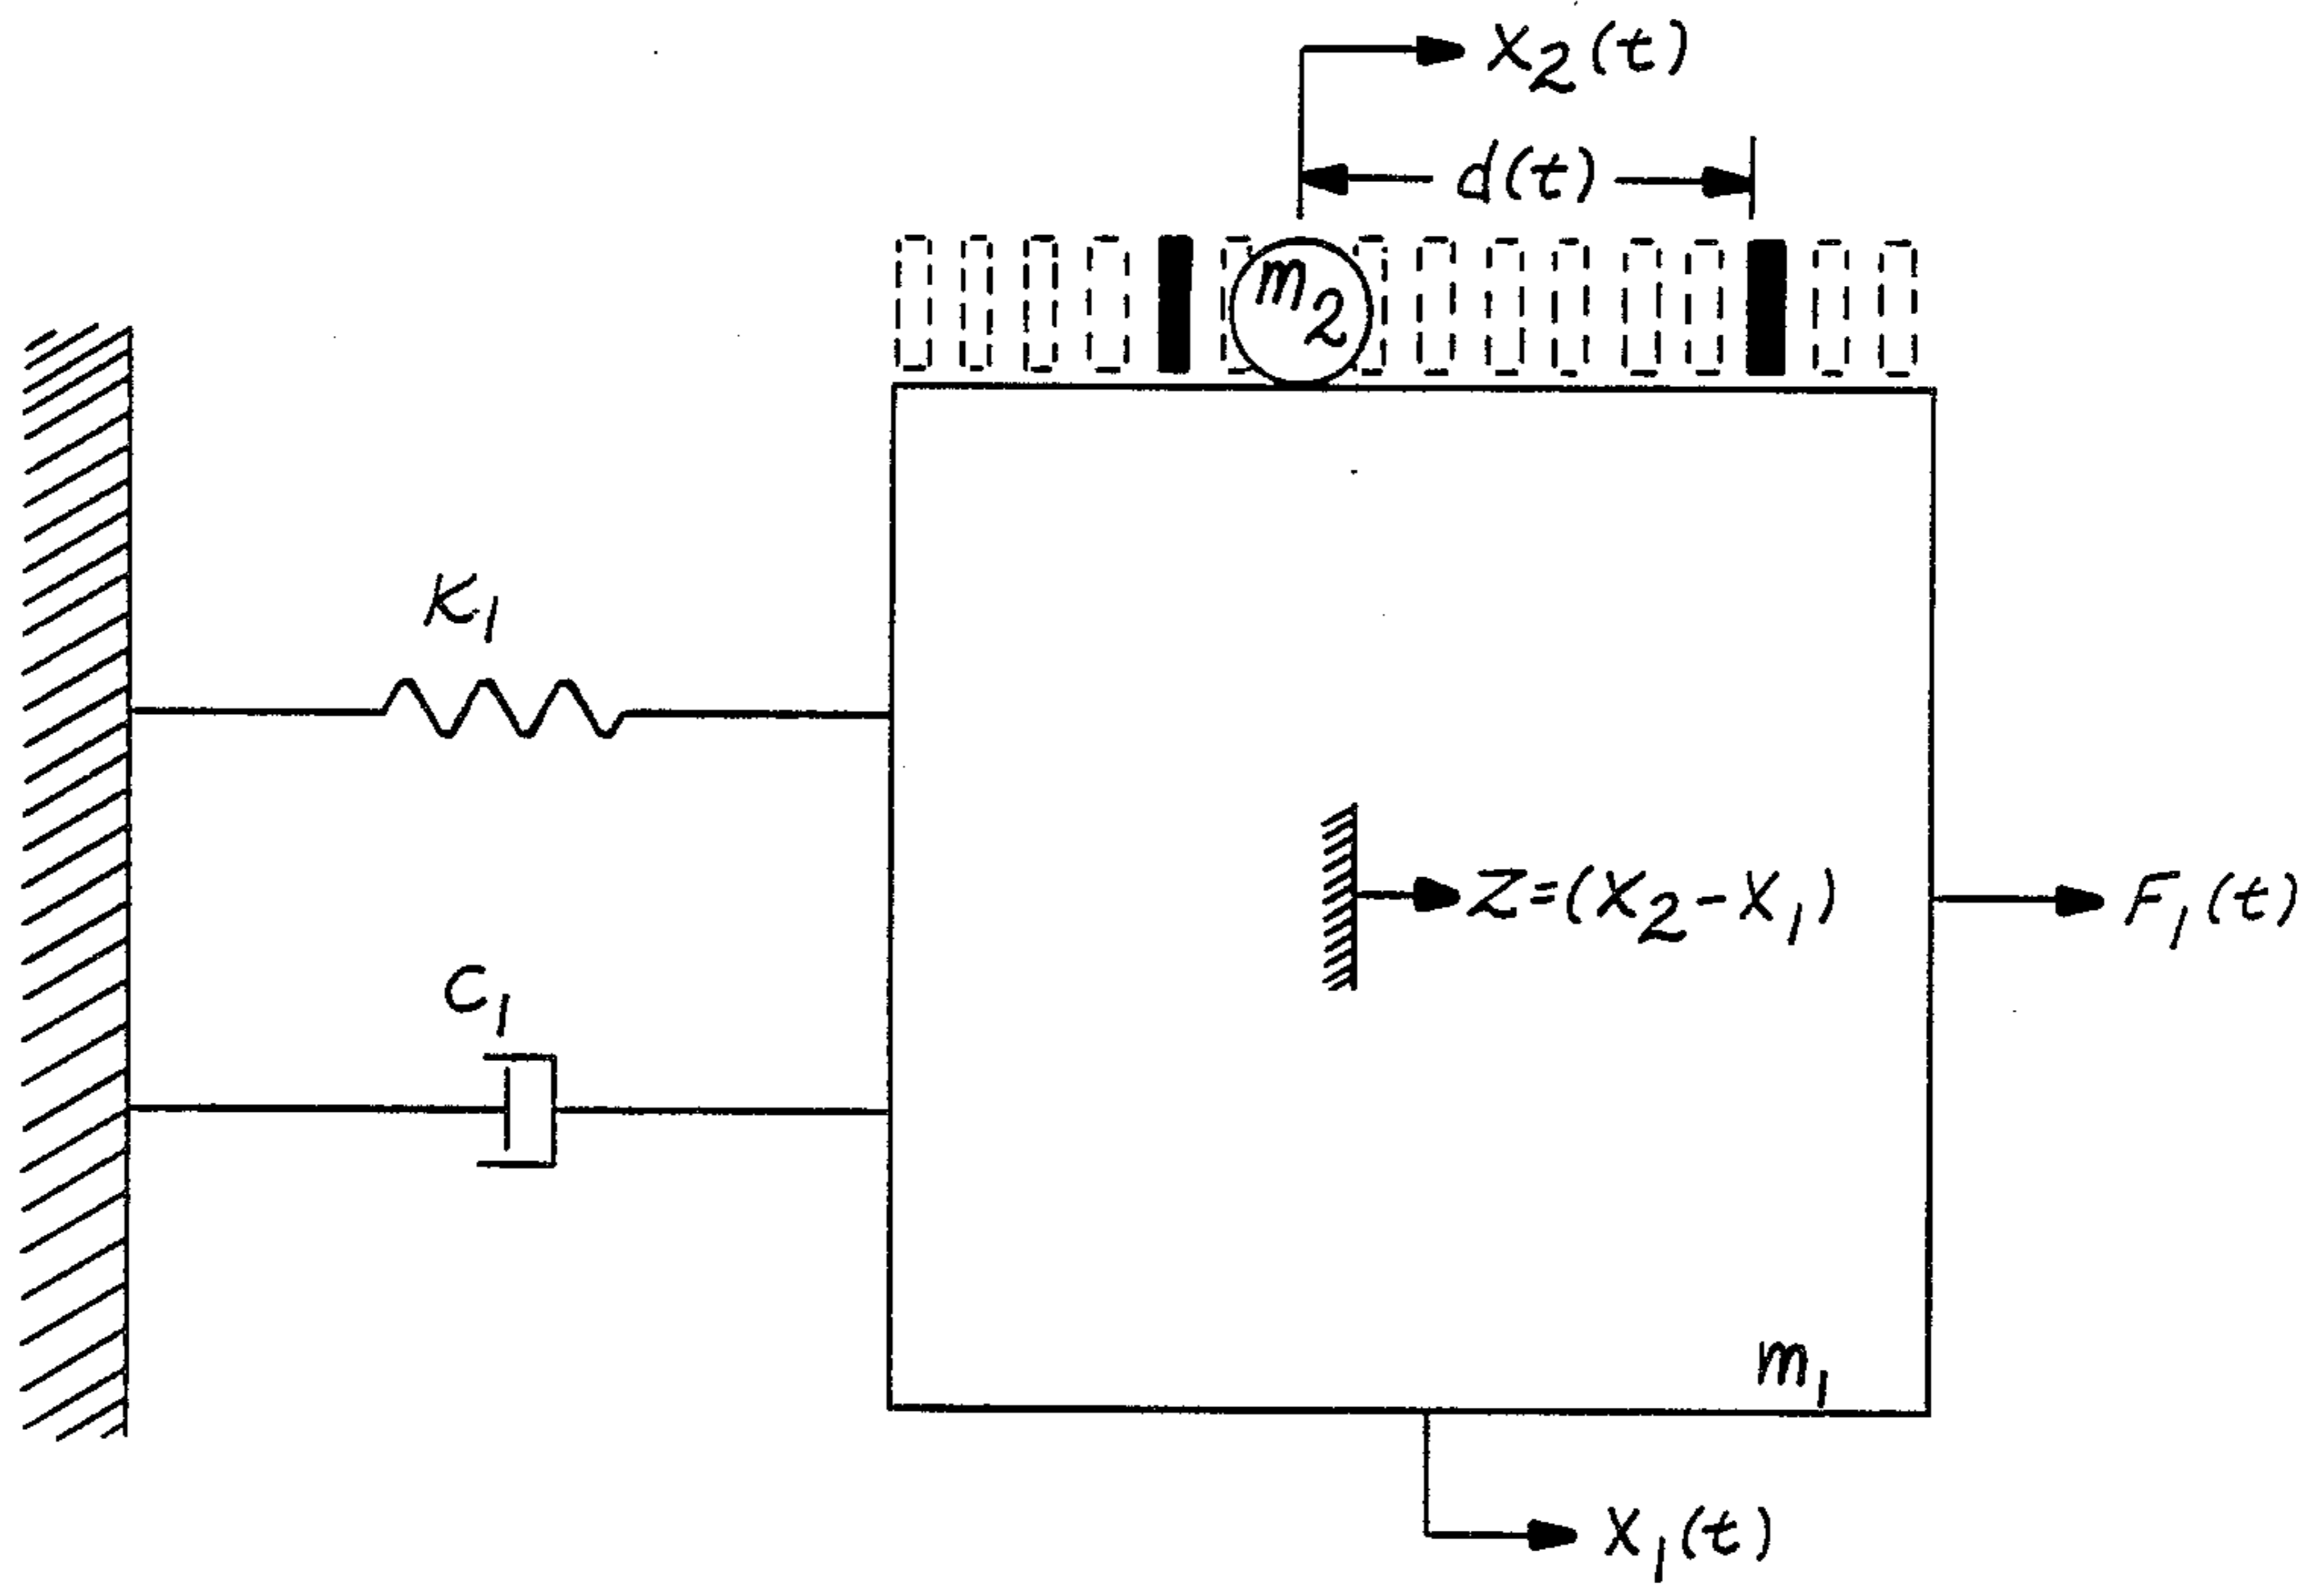 X₂(t)
d(t)
m₂
K₁
Z=(X₂-X₁)
F₁(t)
C₁
m₁
X₁(t)